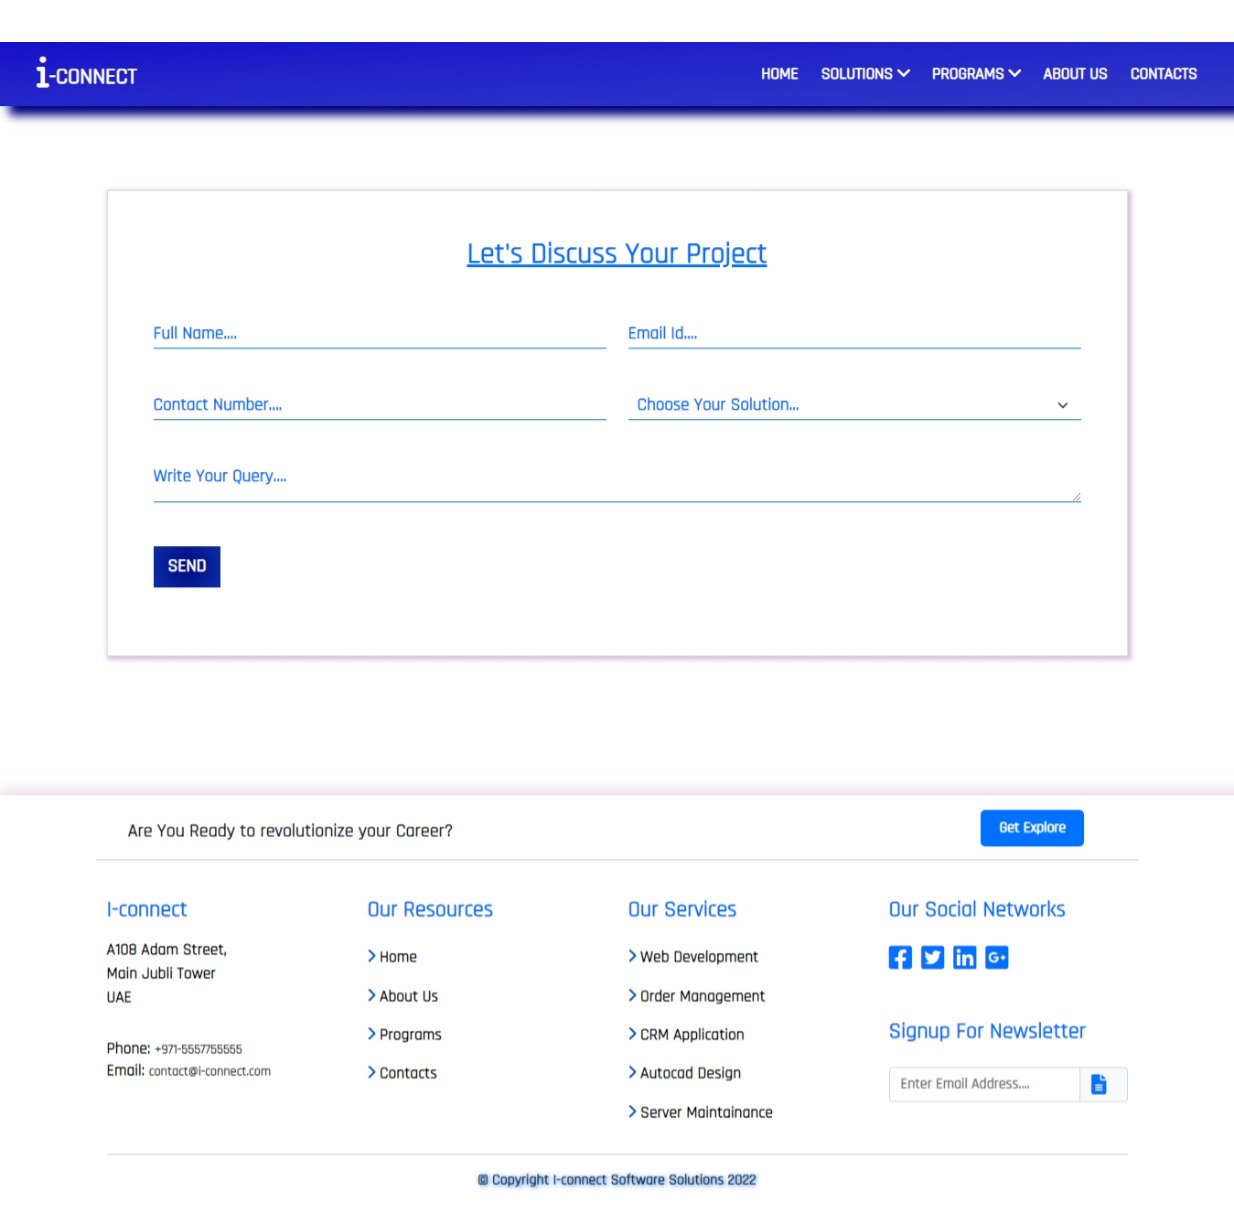 i-CONNECT
HOME SOLUTIONS PROGRAMS ABOUT US CONTACTS
Let's Discuss Your Project
Full Name.... Email Id....
Contact Number.... Choose Your Solution...
Write Your Query....
SEND
Are You Ready to revolutionize your Career? Get Explore
I-connect
A108 Adam Street,
Main Jubli Tower
UAE
Phone: +971-5557755555
Email: contact@i-connect.com
Our Resources
Home
About Us
Programs
Contacts
Our Services
Web Development
Order Management
CRM Application
Autocad Design
Server Maintainance
Our Social Networks
Signup For Newsletter
Enter Email Address....
© Copyright I-connect Software Solutions 2022